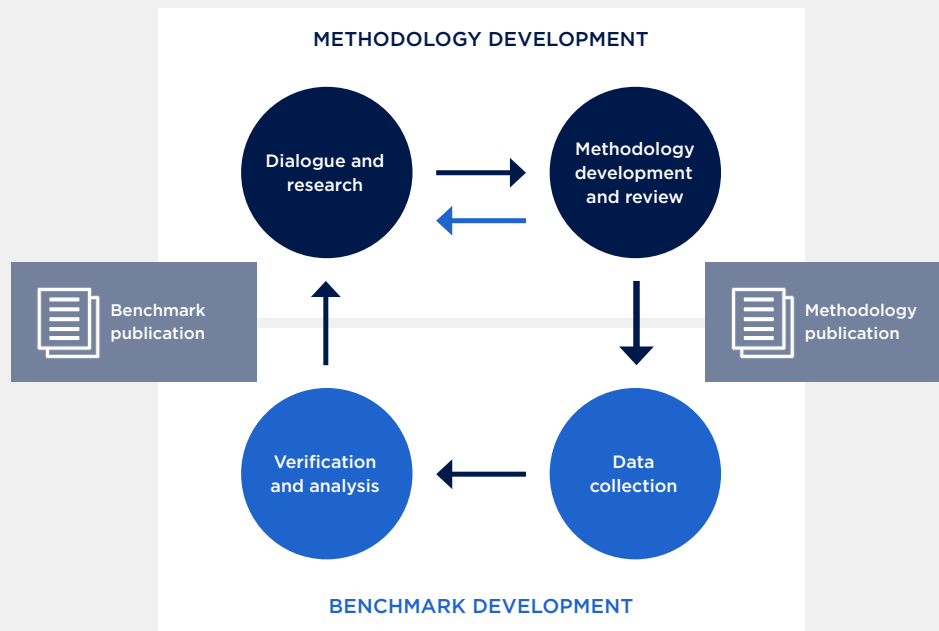 METHODOLOGY DEVELOPMENT
Dialogue and
research
Methodology
development
and review
Benchmark
publication
Methodology
publication
Verification
and analysis
Data
collection
BENCHMARK DEVELOPMENT